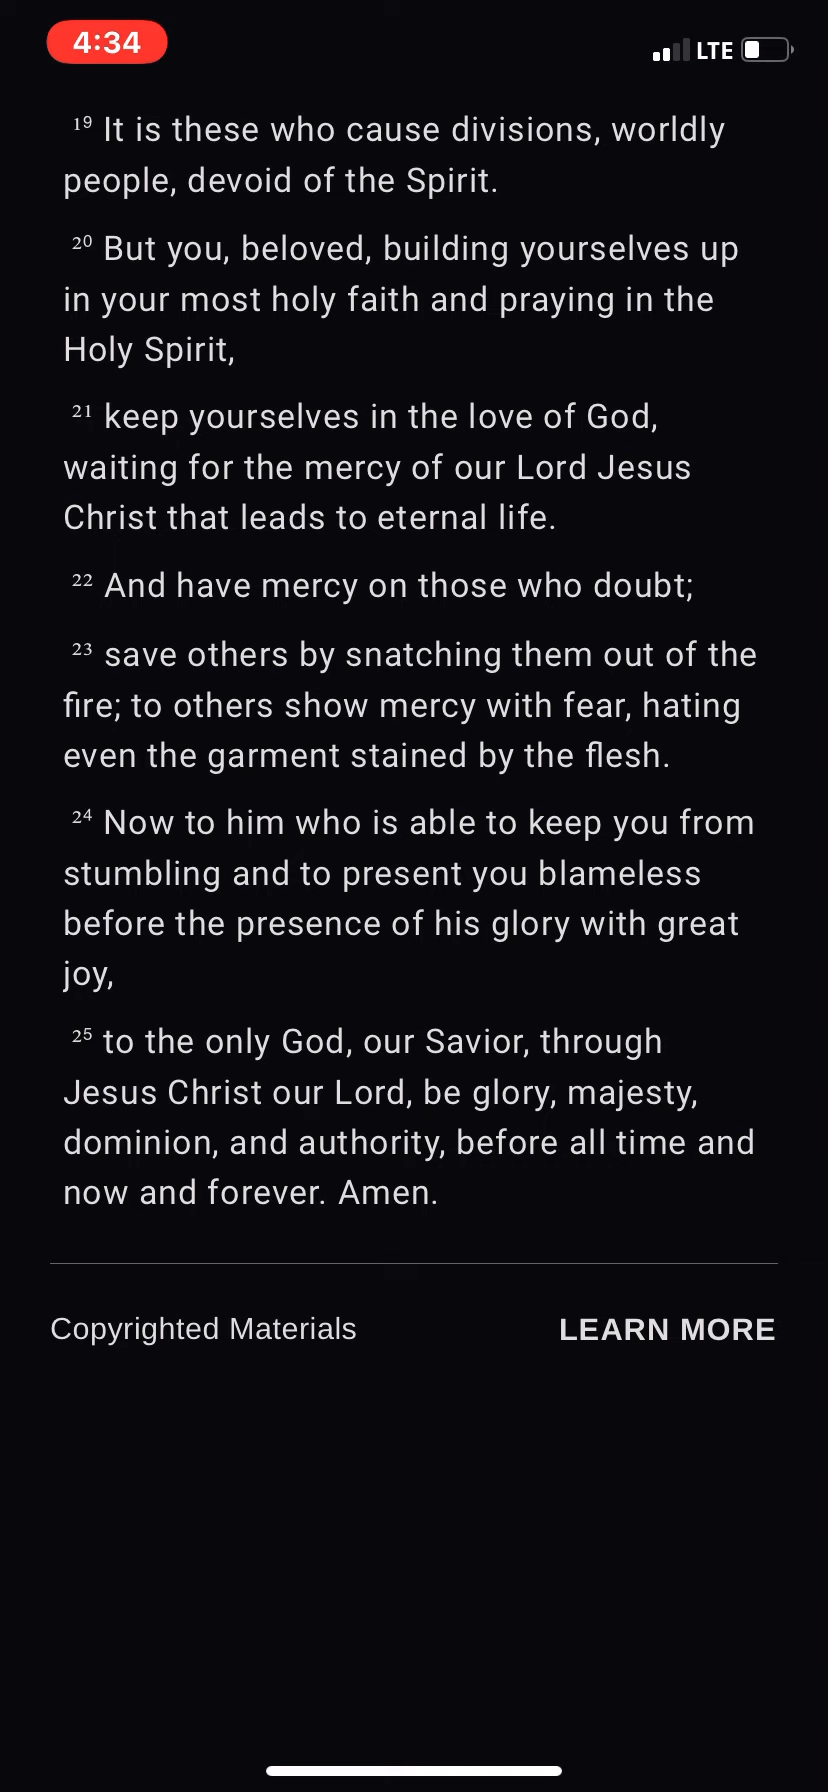 4:34
LTE
19 It is these who cause divisions, worldly
people, devoid of the Spirit.
20 But you, beloved, building yourselves up
in your most holy faith and praying in the
Holy Spirit,
21 keep yourselves in the love of God,
waiting for the mercy of our Lord Jesus
Christ that leads to eternal life.
22 And have mercy on those who doubt;
23 save others by snatching them out of the
fire; to others show mercy with fear, hating
even the garment stained by the flesh.
24 Now to him who is able to keep you from
stumbling and to present you blameless
before the presence of his glory with great
joy,
25 to the only God, our Savior, through
Jesus Christ our Lord, be glory, majesty,
dominion, and authority, before all time and
now and forever. Amen.
Copyrighted Materials
LEARN MORE